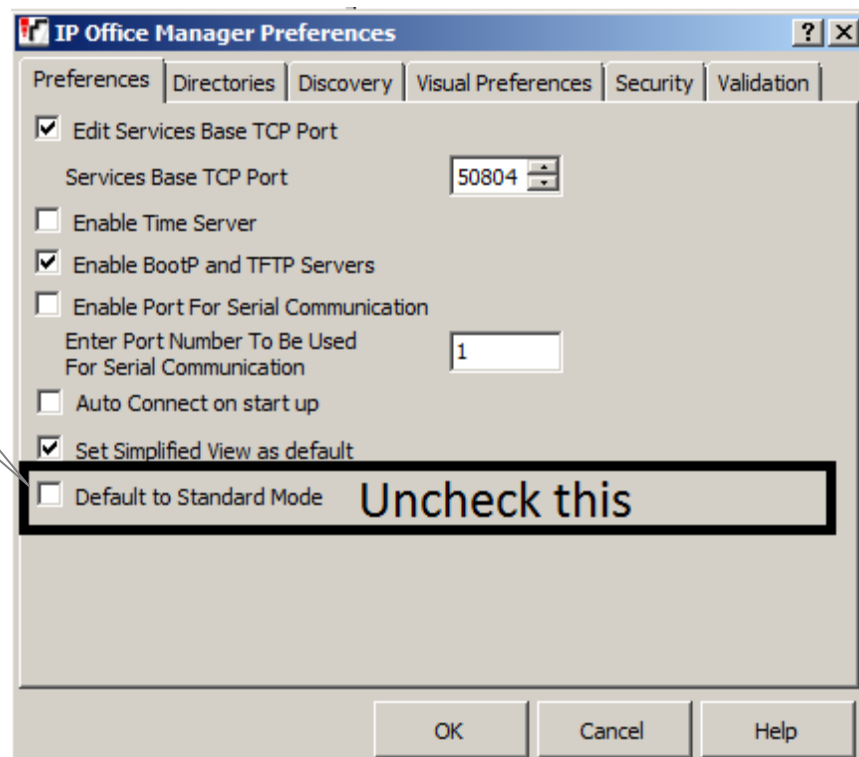 IP Office Manager Preferences
Preferences Directories Discovery Visual Preferences Security Validation
Edit Services Base TCP Port
Services Base TCP Port 50804
Enable Time Server
Enable BootP and TFTP Servers
Enable Port For Serial Communication
Enter Port Number To Be Used
For Serial Communication 1
Auto Connect on start up
Set Simplified View as default
Default to Standard Mode Uncheck this
OK Cancel Help